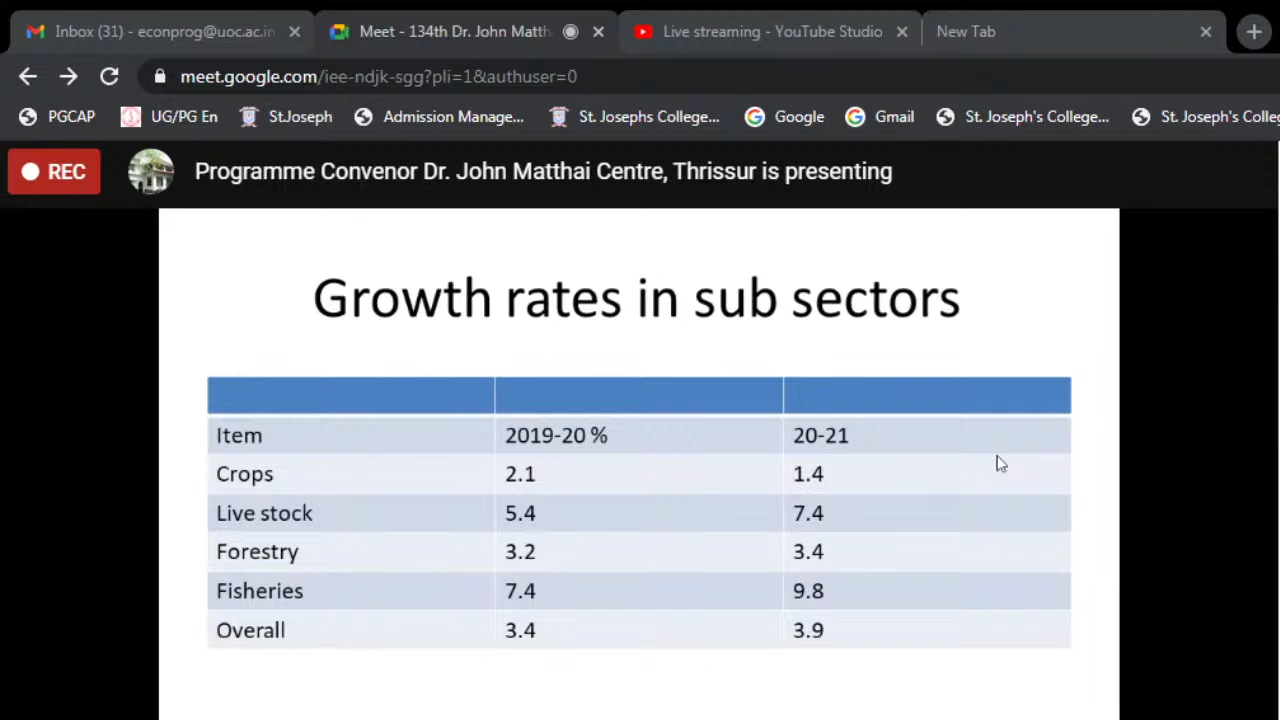 Inbox (31) - econprog@uoc.ac.in
Meet - 134th Dr. John Matth
Live streaming - YouTube Studio
New Tab
meet.google.com/iee-ndjk-sgg?pli=1&authuser=0
PGCAP
UG/PG En
StJoseph
Admission Manage...
St. Josephs College...
Google
Gmail
St. Joseph's College...
St. Joseph's Colleg
REC
Programme Convenor Dr. John Matthai Centre, Thrissur is presenting
Growth rates in sub sectors
Item 2019-20 % 20-21
Crops 2.1 1.4
Live stock 5.4 7.4
Forestry 3.2 3.4
Fisheries 7.4 9.8
Overall 3.4 3.9